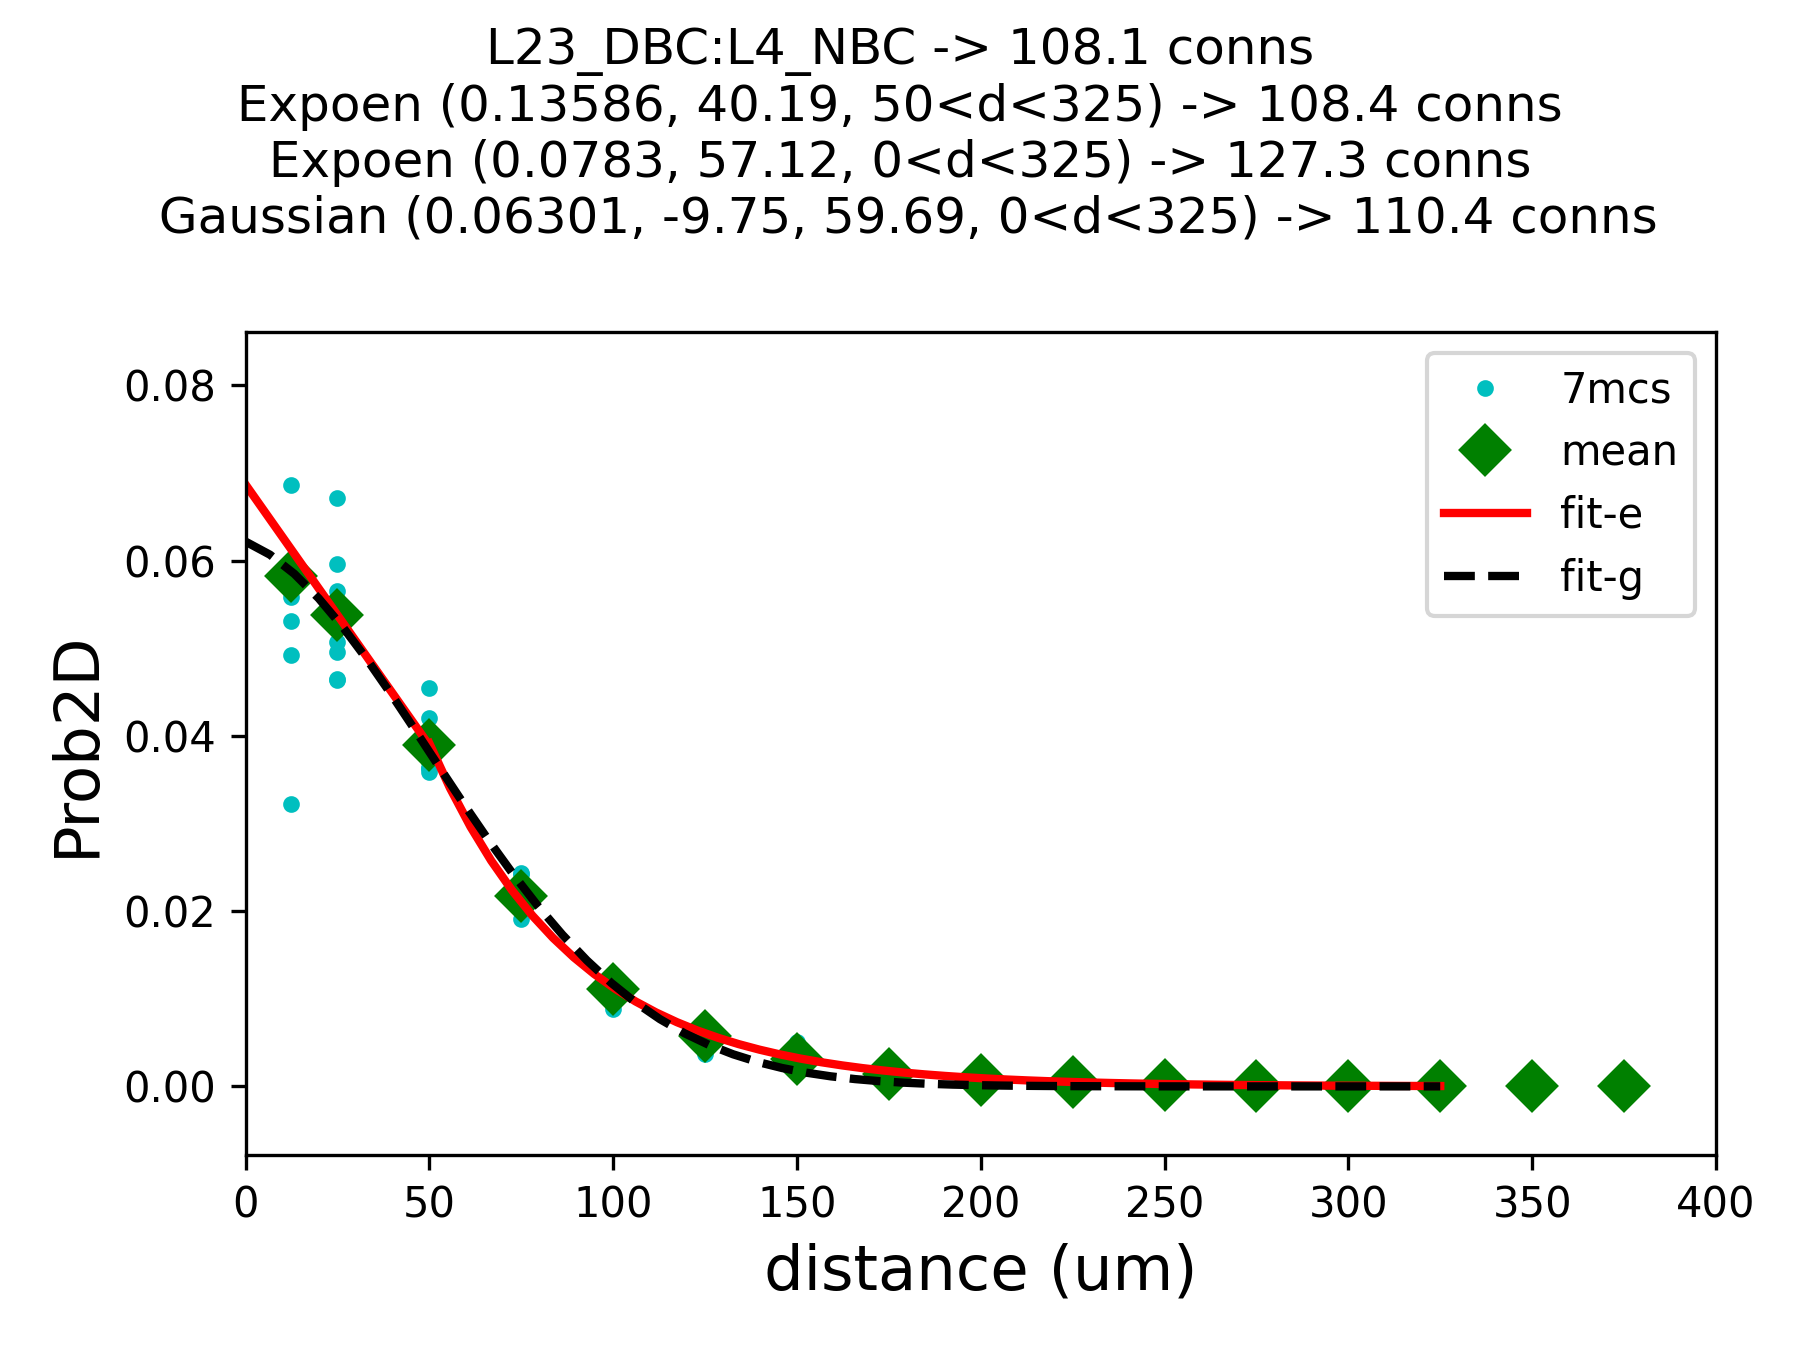 L23_DBC:L4_NBC -> 108.1 conns
Expoen (0.13586, 40.19, 50<d<325) -> 108.4 conns
Expoen (0.0783, 57.12, 0<d<325) -> 127.3 conns
Gaussian (0.06301, -9.75, 59.69, 0<d<325) -> 110.4 conns
7mcs
mean
fit-e
fit-g
Prob2D
0.08
0.06
0.04
0.02
0.00
0 50 100 150 200 250 300 350 400
distance (um)